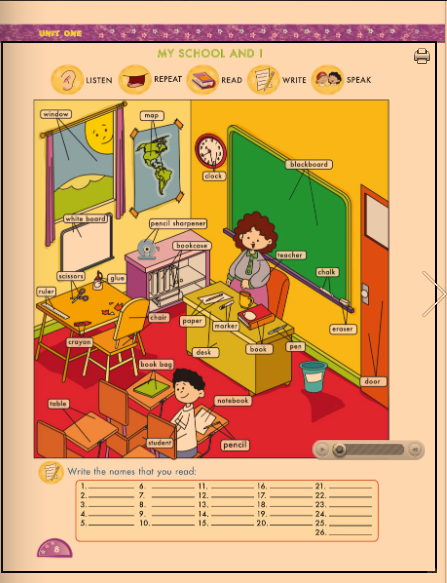 UNIT ONE
MY SCHOOL AND I
LISTEN REPEAT READ WRITE SPEAK
window
map
clock
blackboard
white board
pencil sharpener
bookcase
teacher
scissors
glue
chalk
ruler
chair
paper
marker
eraser
crayon
desk
book
pen
book bag
door
table
notebook
student
pencil
Write the names that you read:
1. 6. 11. 16. 21.
2. 7. 12. 17. 22.
3. 8. 13. 18. 23.
4. 9. 14. 19. 24.
5. 10. 15. 20. 25.
26.
8